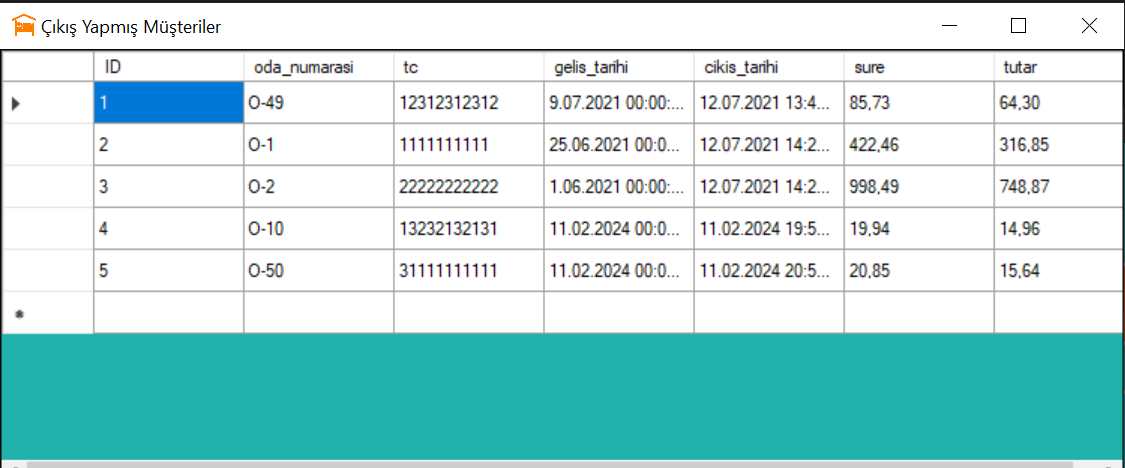 Çıkış Yapmış Müşteriler
ID oda_numarasi tc gelis_tarihi cikis_tarihi sure tutar
1 O-49 12312312312 9.07.2021 00:00:... 12.07.2021 13:4... 85,73 64,30
2 O-1 1111111111 25.06.2021 00:0... 12.07.2021 14:2... 422,46 316,85
3 O-2 22222222222 1.06.2021 00:00:... 12.07.2021 14:2... 998,49 748,87
4 O-10 13232132131 11.02.2024 00:0... 11.02.2024 19:5... 19,94 14,96
5 O-50 31111111111 11.02.2024 00:0... 11.02.2024 20:5... 20,85 15,64